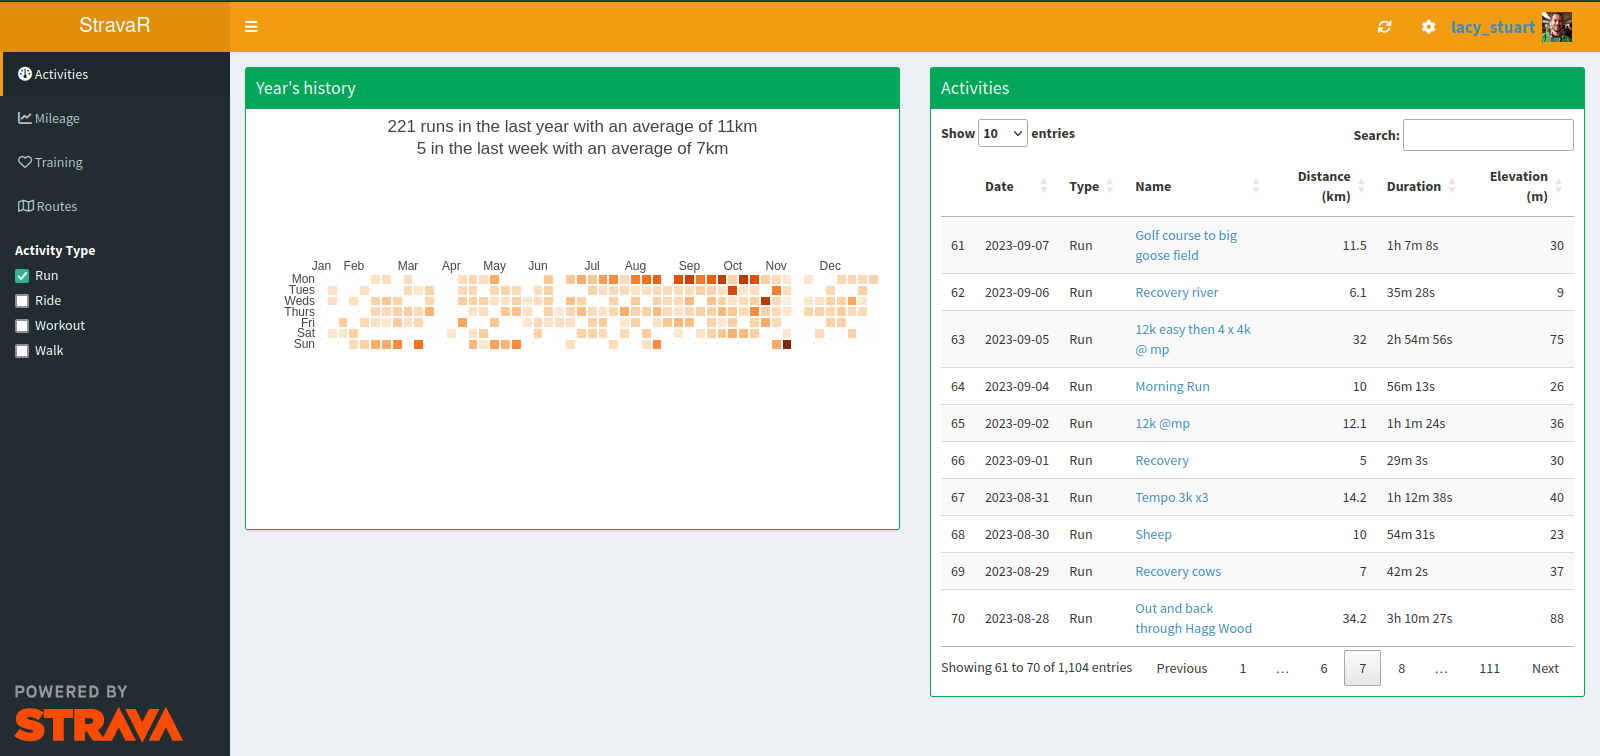 StravaR
lacy_stuart
Activities
Mileage
Training
Routes
Activity Type
Run
Ride
Workout
Walk
POWERED BY
STRAVA
Year's history
221 runs in the last year with an average of 11km
5 in the last week with an average of 7km
Jan Feb Mar Apr May Jun Jul Aug Sep Oct Nov Dec
Mon
Tues
Weds
Thurs
Fri
Sat
Sun
Activities
Show 10 entries Search:
Date Type Name Distance (km) Duration Elevation (m)
61 2023-09-07 Run Golf course to big goose field 11.5 1h 7m 8s 30
62 2023-09-06 Run Recovery river 6.1 35m 28s 9
63 2023-09-05 Run 12k easy then 4 x 4k @ mp 32 2h 54m 56s 75
64 2023-09-04 Run Morning Run 10 56m 13s 26
65 2023-09-02 Run 12k @mp 12.1 1h 1m 24s 36
66 2023-09-01 Run Recovery 5 29m 3s 30
67 2023-08-31 Run Tempo 3k x3 14.2 1h 12m 38s 40
68 2023-08-30 Run Sheep 10 54m 31s 23
69 2023-08-29 Run Recovery cows 7 42m 2s 37
70 2023-08-28 Run Out and back through Hagg Wood 34.2 3h 10m 27s 88
Showing 61 to 70 of 1,104 entries Previous 1 … 6 7 8 … 111 Next